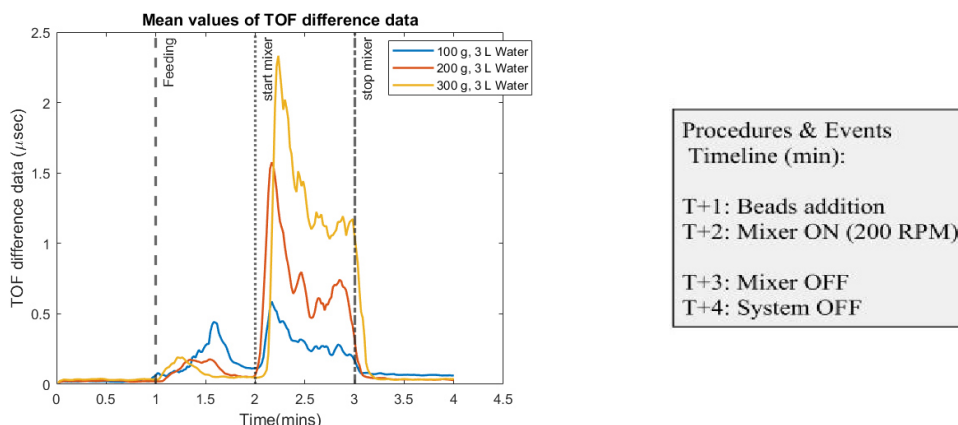 Mean values of TOF difference data
2.5
2
1.5
1
0.5
0
TOF difference data (μsec)
Feeding
start mixer
stop mixer
100 g, 3 L Water
200 g, 3 L Water
300 g, 3 L Water
0 0.5 1 1.5 2 2.5 3 3.5 4 4.5
Time(mins)
Procedures & Events
Timeline (min):
T+1: Beads addition
T+2: Mixer ON (200 RPM)
T+3: Mixer OFF
T+4: System OFF